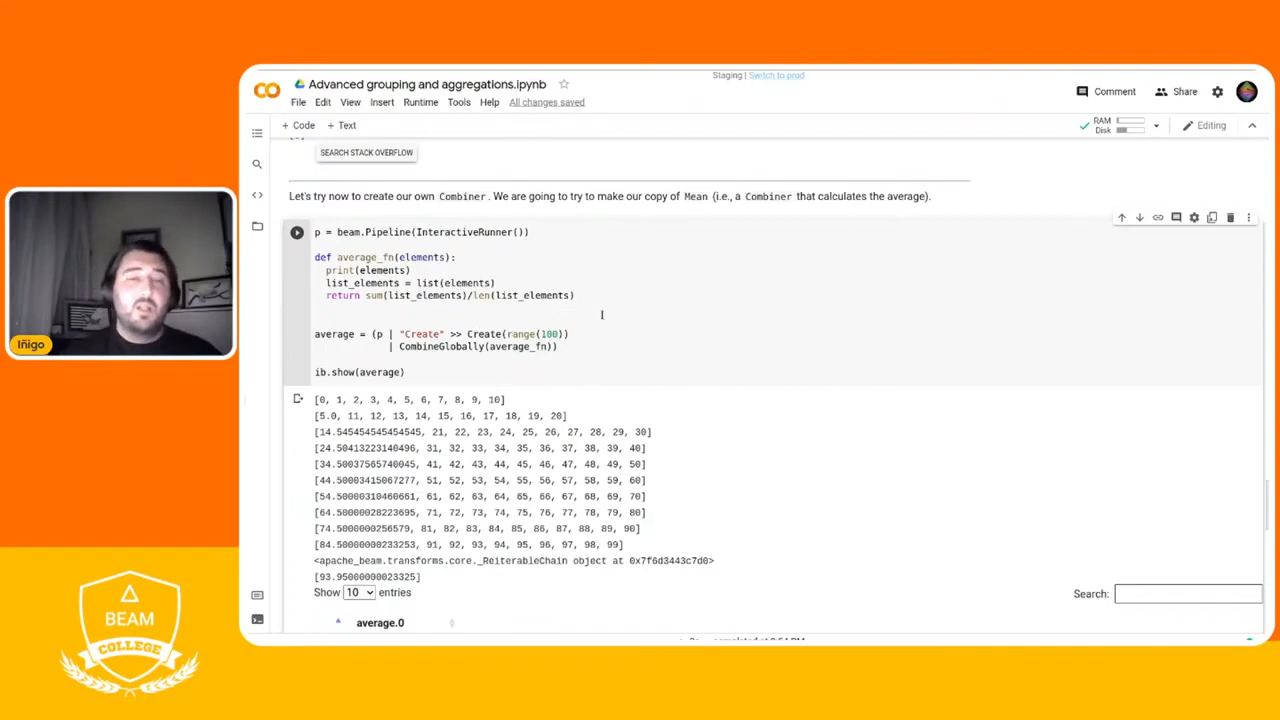 Staging | Switch to prod
Advanced grouping and aggregations.ipynb
Comment
Share
File Edit View Insert Runtime Tools Help All changes saved
+ Code + Text
RAM
Disk
Editing
SEARCH STACK OVERFLOW
Let's try now to create our own Combiner. We are going to try to make our copy of Mean (i.e., a Combiner that calculates the average).
p = beam.Pipeline(InteractiveRunner())
def average_fn(elements):
print(elements)
list_elements = list(elements)
return sum(list_elements)/len(list_elements)
average = (p | "Create" >> Create(range(100))
| CombineGlobally(average_fn))
ib.show(average)
[0, 1, 2, 3, 4, 5, 6, 7, 8, 9, 10]
[5.0, 11, 12, 13, 14, 15, 16, 17, 18, 19, 20]
[14.545454545454545, 21, 22, 23, 24, 25, 26, 27, 28, 29, 30]
[24.50413223140496, 31, 32, 33, 34, 35, 36, 37, 38, 39, 40]
[34.50037565740045, 41, 42, 43, 44, 45, 46, 47, 48, 49, 50]
[44.50003415067277, 51, 52, 53, 54, 55, 56, 57, 58, 59, 60]
[54.50000310460661, 61, 62, 63, 64, 65, 66, 67, 68, 69, 70]
[64.50000028223695, 71, 72, 73, 74, 75, 76, 77, 78, 79, 80]
[74.5000000256579, 81, 82, 83, 84, 85, 86, 87, 88, 89, 90]
[84.50000000233253, 91, 92, 93, 94, 95, 96, 97, 98, 99]
<apache_beam.transforms.core._ReiterableChain object at 0x7f6d3443c7d0>
[93.95000000023325]
Show 10 entries
Search:
average.0
Iñigo
BEAM
COLLEGE